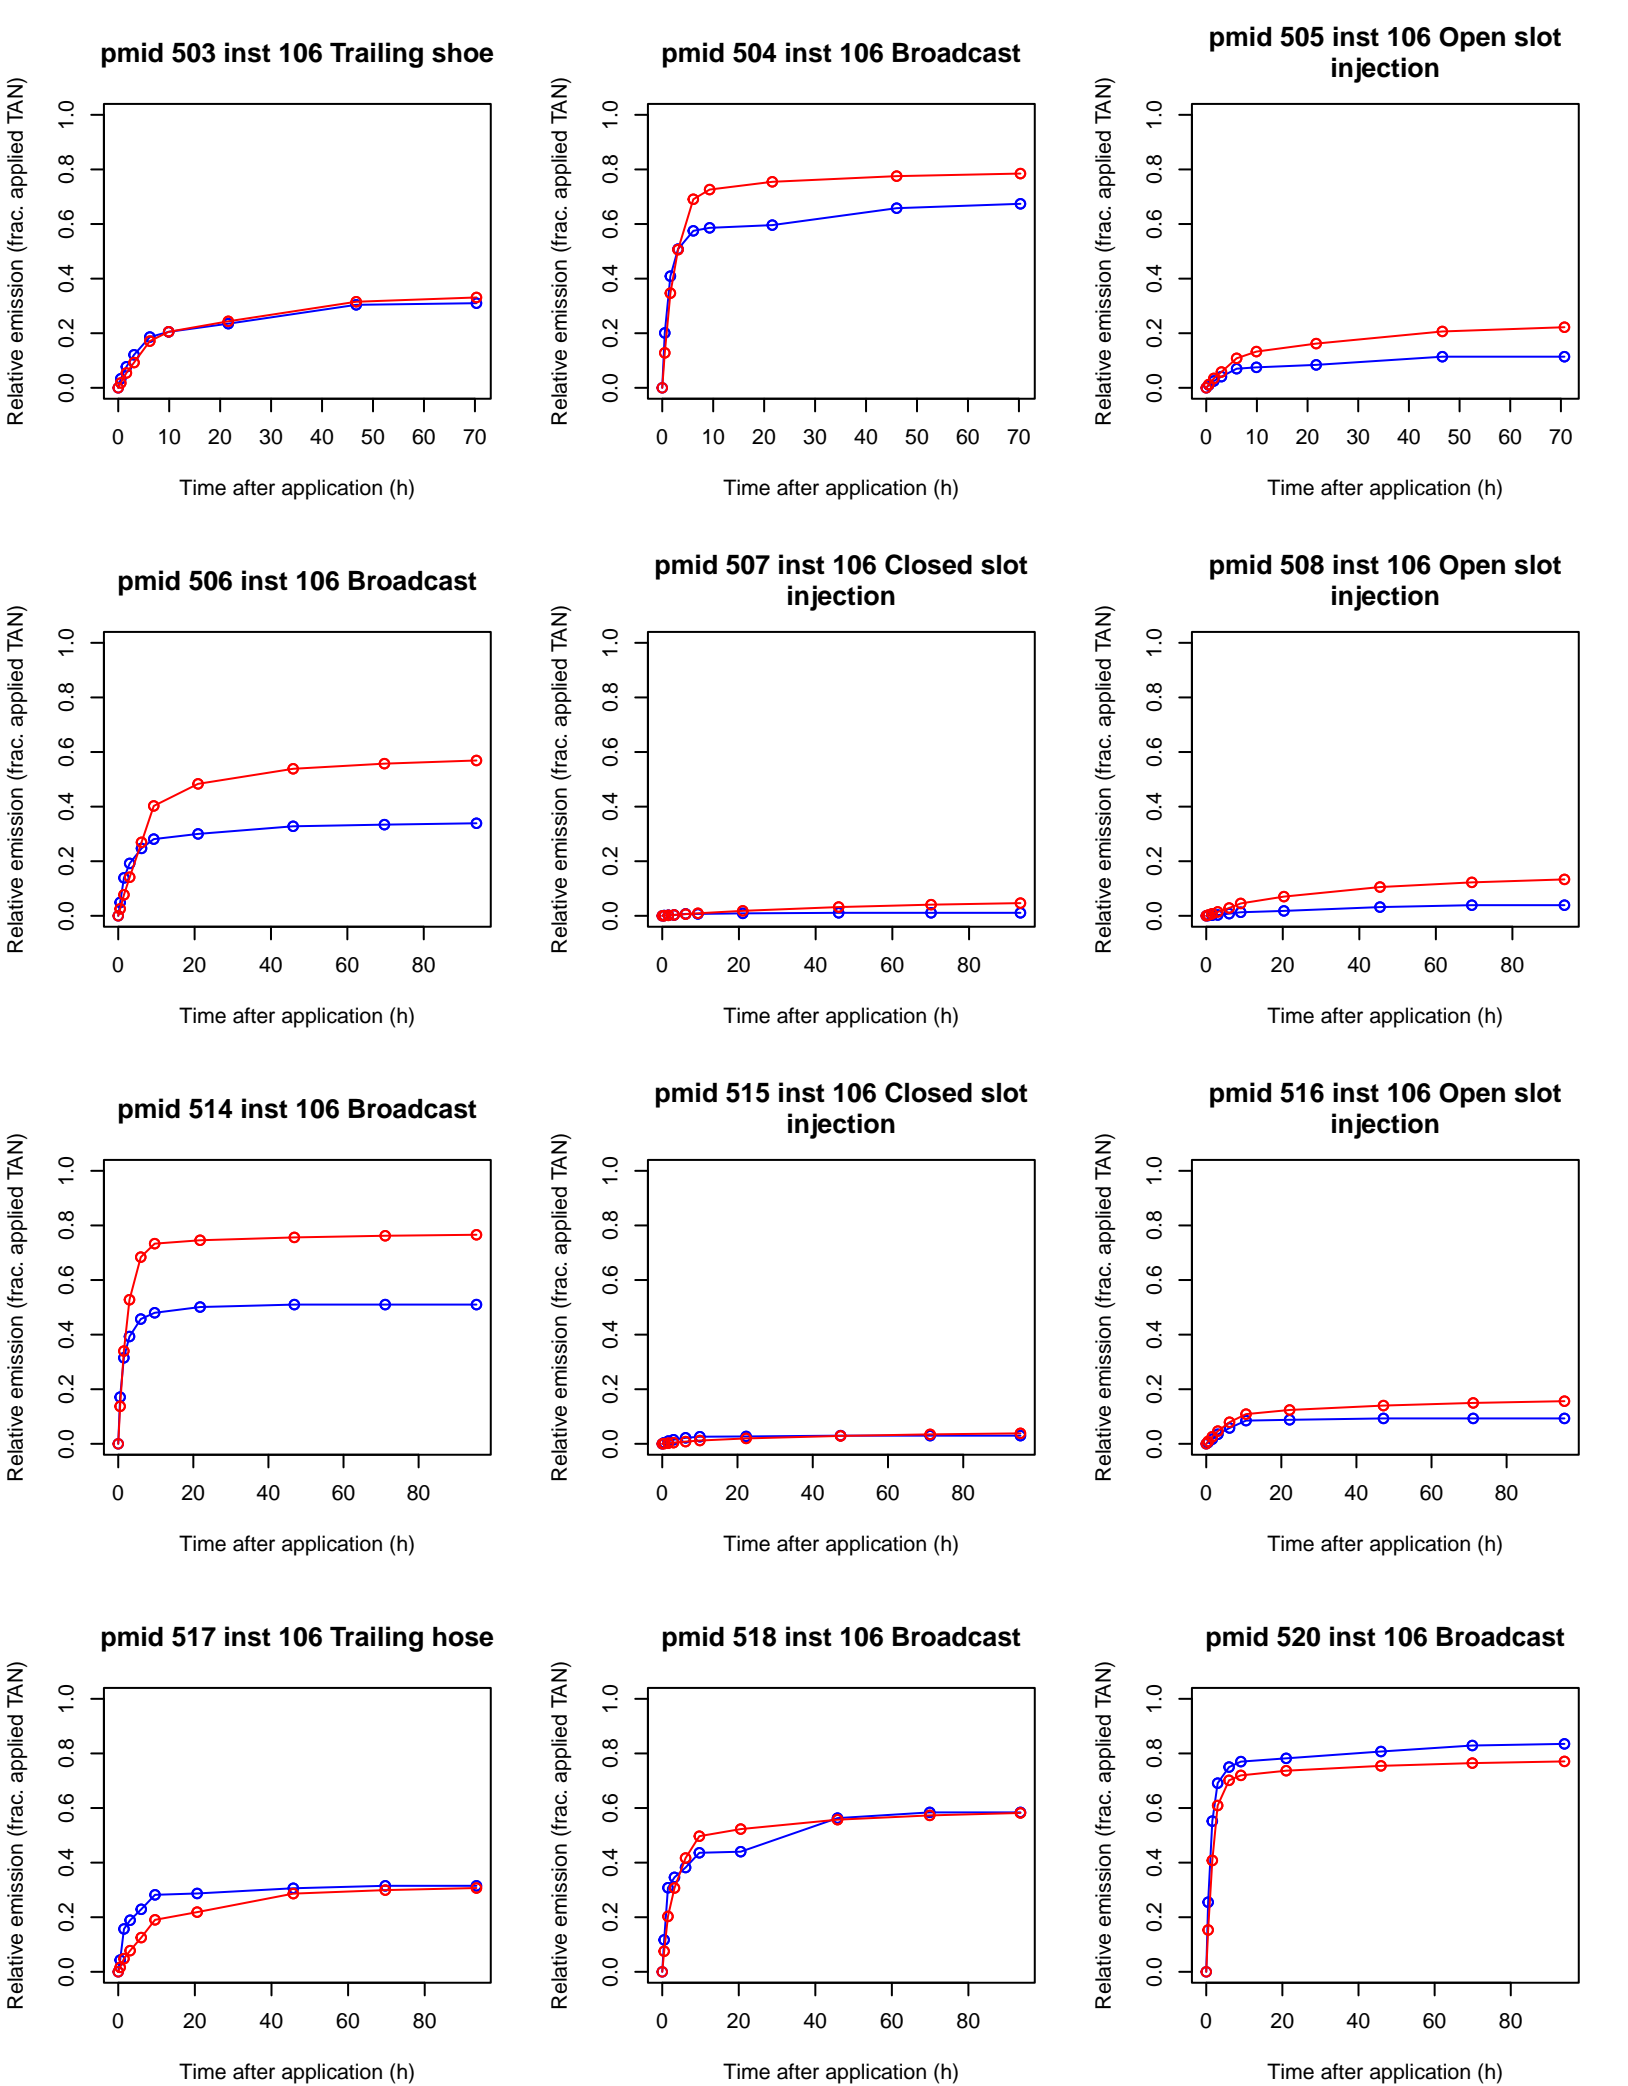 pmid 503 inst 106 Trailing shoe
Relative emission (frac. applied TAN)
0.0 0.2 0.4 0.6 0.8 1.0
0 10 20 30 40 50 60 70
Time after application (h)
pmid 504 inst 106 Broadcast
Relative emission (frac. applied TAN)
0.0 0.2 0.4 0.6 0.8 1.0
0 10 20 30 40 50 60 70
Time after application (h)
pmid 505 inst 106 Open slot
injection
Relative emission (frac. applied TAN)
0.0 0.2 0.4 0.6 0.8 1.0
0 10 20 30 40 50 60 70
Time after application (h)
pmid 506 inst 106 Broadcast
Relative emission (frac. applied TAN)
0.0 0.2 0.4 0.6 0.8 1.0
0 20 40 60 80
Time after application (h)
pmid 507 inst 106 Closed slot
injection
Relative emission (frac. applied TAN)
0.0 0.2 0.4 0.6 0.8 1.0
0 20 40 60 80
Time after application (h)
pmid 508 inst 106 Open slot
injection
Relative emission (frac. applied TAN)
0.0 0.2 0.4 0.6 0.8 1.0
0 20 40 60 80
Time after application (h)
pmid 514 inst 106 Broadcast
Relative emission (frac. applied TAN)
0.0 0.2 0.4 0.6 0.8 1.0
0 20 40 60 80
Time after application (h)
pmid 515 inst 106 Closed slot
injection
Relative emission (frac. applied TAN)
0.0 0.2 0.4 0.6 0.8 1.0
0 20 40 60 80
Time after application (h)
pmid 516 inst 106 Open slot
injection
Relative emission (frac. applied TAN)
0.0 0.2 0.4 0.6 0.8 1.0
0 20 40 60 80
Time after application (h)
pmid 517 inst 106 Trailing hose
Relative emission (frac. applied TAN)
0.0 0.2 0.4 0.6 0.8 1.0
0 20 40 60 80
Time after application (h)
pmid 518 inst 106 Broadcast
Relative emission (frac. applied TAN)
0.0 0.2 0.4 0.6 0.8 1.0
0 20 40 60 80
Time after application (h)
pmid 520 inst 106 Broadcast
Relative emission (frac. applied TAN)
0.0 0.2 0.4 0.6 0.8 1.0
0 20 40 60 80
Time after application (h)